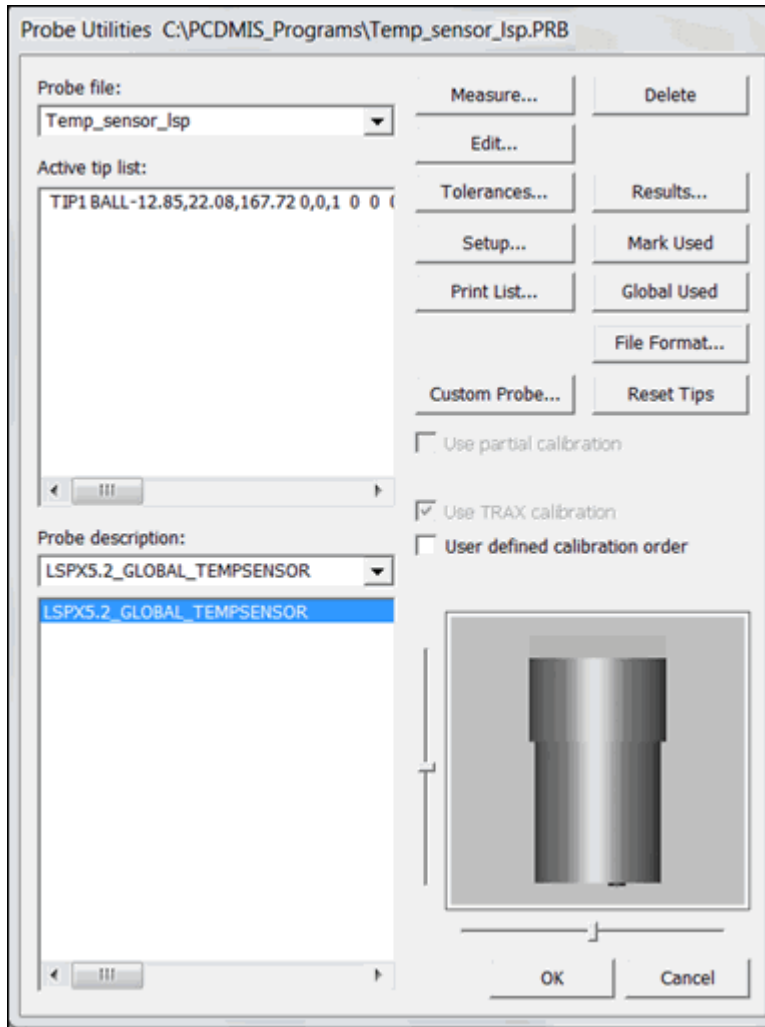 Probe Utilities C:\PCDMIS_Programs\Temp_sensor_lsp.PRB
Probe file:
Temp_sensor_lsp
Active tip list:
TIP1 BALL-12.85,22.08,167.72 0,0,1 0 0
Probe description:
LSPX5.2_GLOBAL_TEMPSENSOR
LSPX5.2_GLOBAL_TEMPSENSOR
Measure...
Delete
Edit...
Tolerances...
Results...
Setup...
Mark Used
Print List...
Global Used
File Format...
Custom Probe...
Reset Tips
Use partial calibration
Use TRAX calibration
User defined calibration order
OK
Cancel